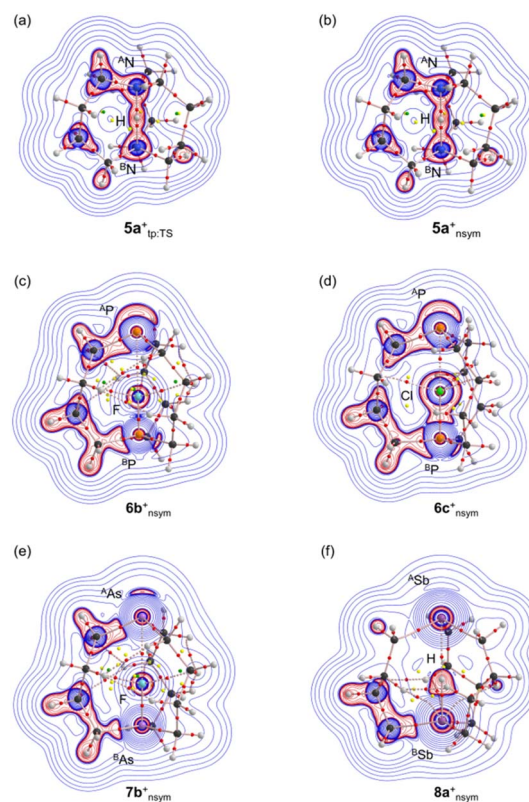 (a) (b)
ᴬN ᴬN
H H
ᴮN ᴮN
5a⁺tp:TS 5a⁺nsym
(c) (d)
ᴬP ᴬP
F Cl
ᴮP ᴮP
6b⁺nsym 6c⁺nsym
(e) (f)
ᴬAs ᴬSb
F H
ᴮAs ᴮSb
7b⁺nsym 8a⁺nsym